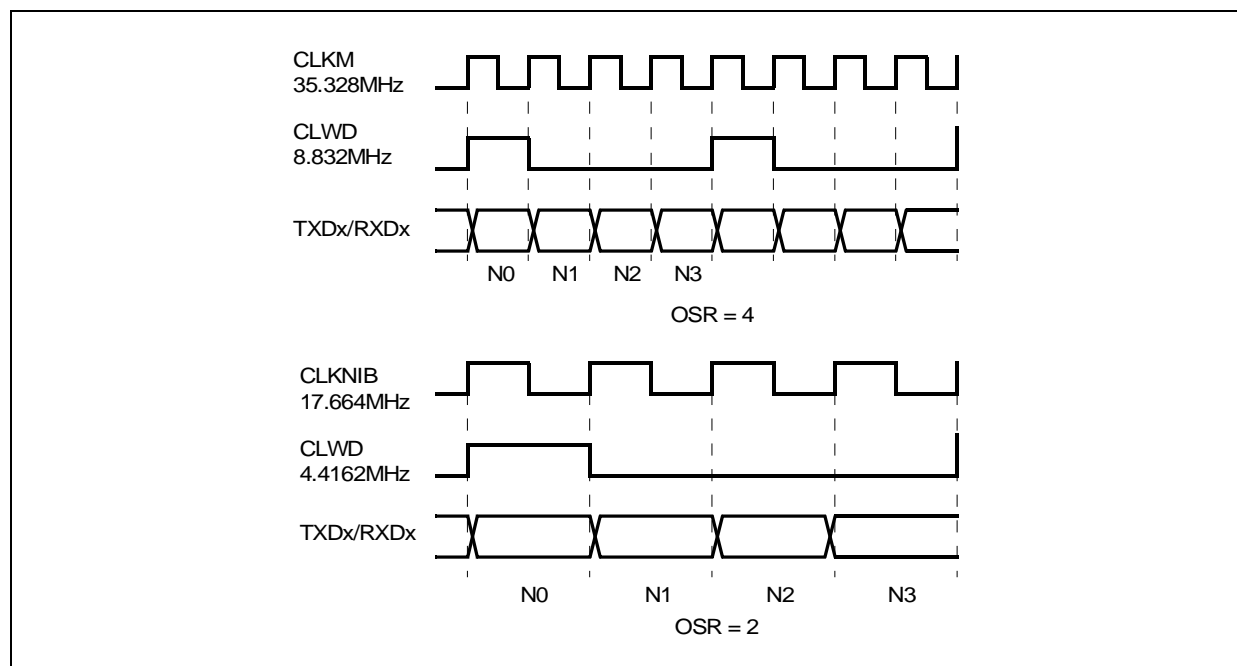 CLKM
35.328MHz
CLWD
8.832MHz
TXDx/RXDx
N0 N1 N2 N3
OSR = 4
CLKNIB
17.664MHz
CLWD
4.4162MHz
TXDx/RXDx
N0 N1 N2 N3
OSR = 2